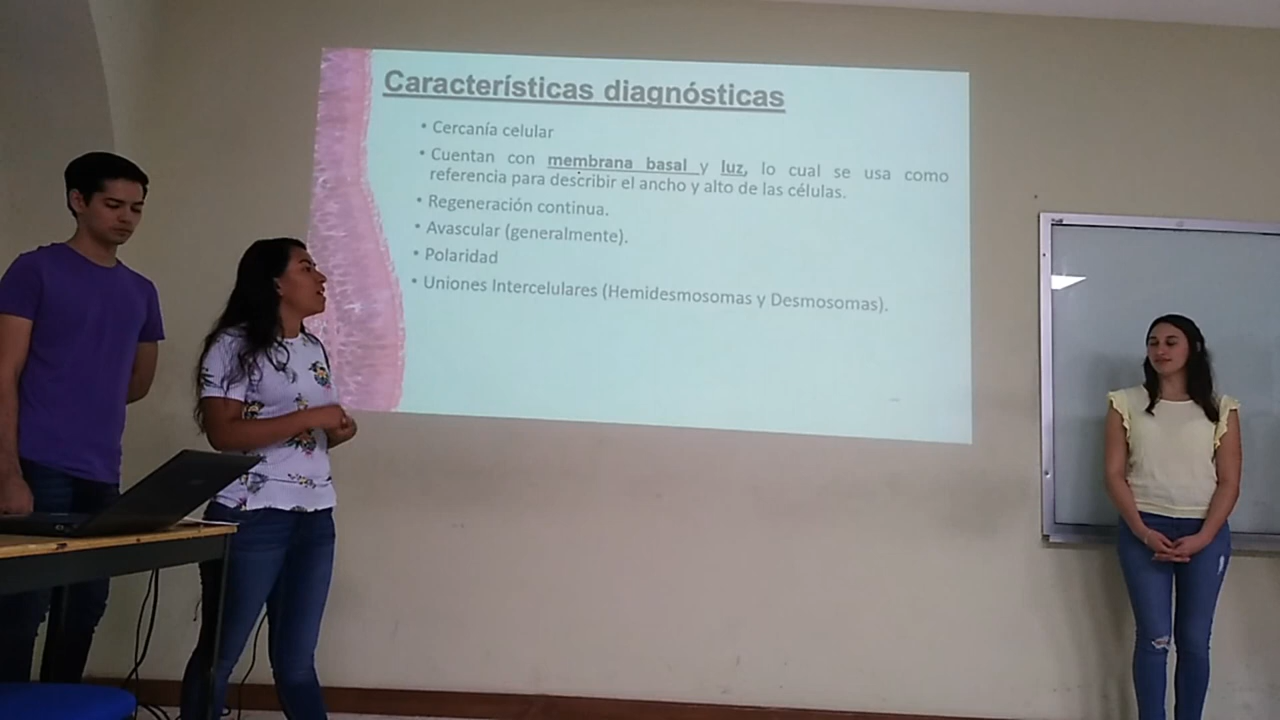 Características diagnósticas
• Cercanía celular
• Cuentan con membrana basal y luz, lo cual se usa como
referencia para describir el ancho y alto de las células.
• Regeneración continua.
• Avascular (generalmente).
• Polaridad
• Uniones Intercelulares (Hemidesmosomas y Desmosomas).